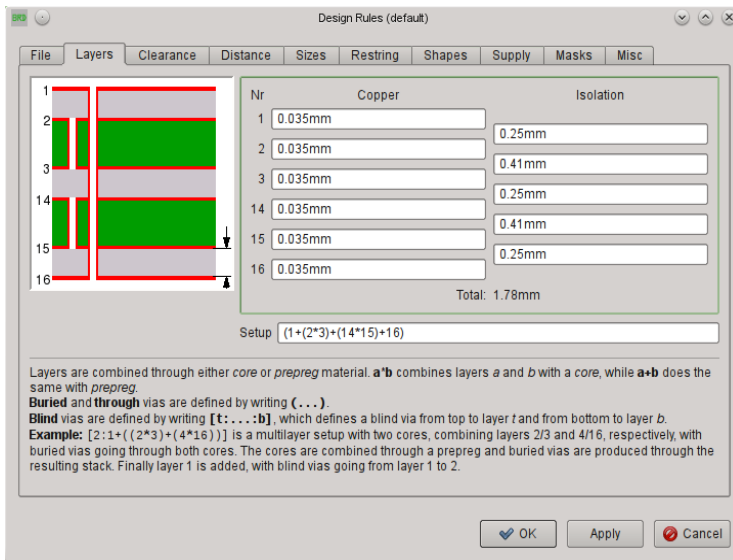 BRD Design Rules (default)
File Layers Clearance Distance Sizes Restring Shapes Supply Masks Misc
1
2
3
14
15
16
Nr Copper Isolation
1 0.035mm
0.25mm
2 0.035mm
0.41mm
3 0.035mm
0.25mm
14 0.035mm
0.41mm
15 0.035mm
0.25mm
16 0.035mm
Total: 1.78mm
Setup (1+(2*3)+(14*15)+16)
Layers are combined through either core or prepreg material. a*b combines layers a and b with a core, while a+b does the
same with prepreg.
Buried and through vias are defined by writing (...).
Blind vias are defined by writing [t:...:b], which defines a blind via from top to layer t and from bottom to layer b.
Example: [2:1+((2*3)+(4*16))] is a multilayer setup with two cores, combining layers 2/3 and 4/16, respectively, with
buried vias going through both cores. The cores are combined through a prepreg and buried vias are produced through the
resulting stack. Finally layer 1 is added, with blind vias going from layer 1 to 2.
OK Apply Cancel